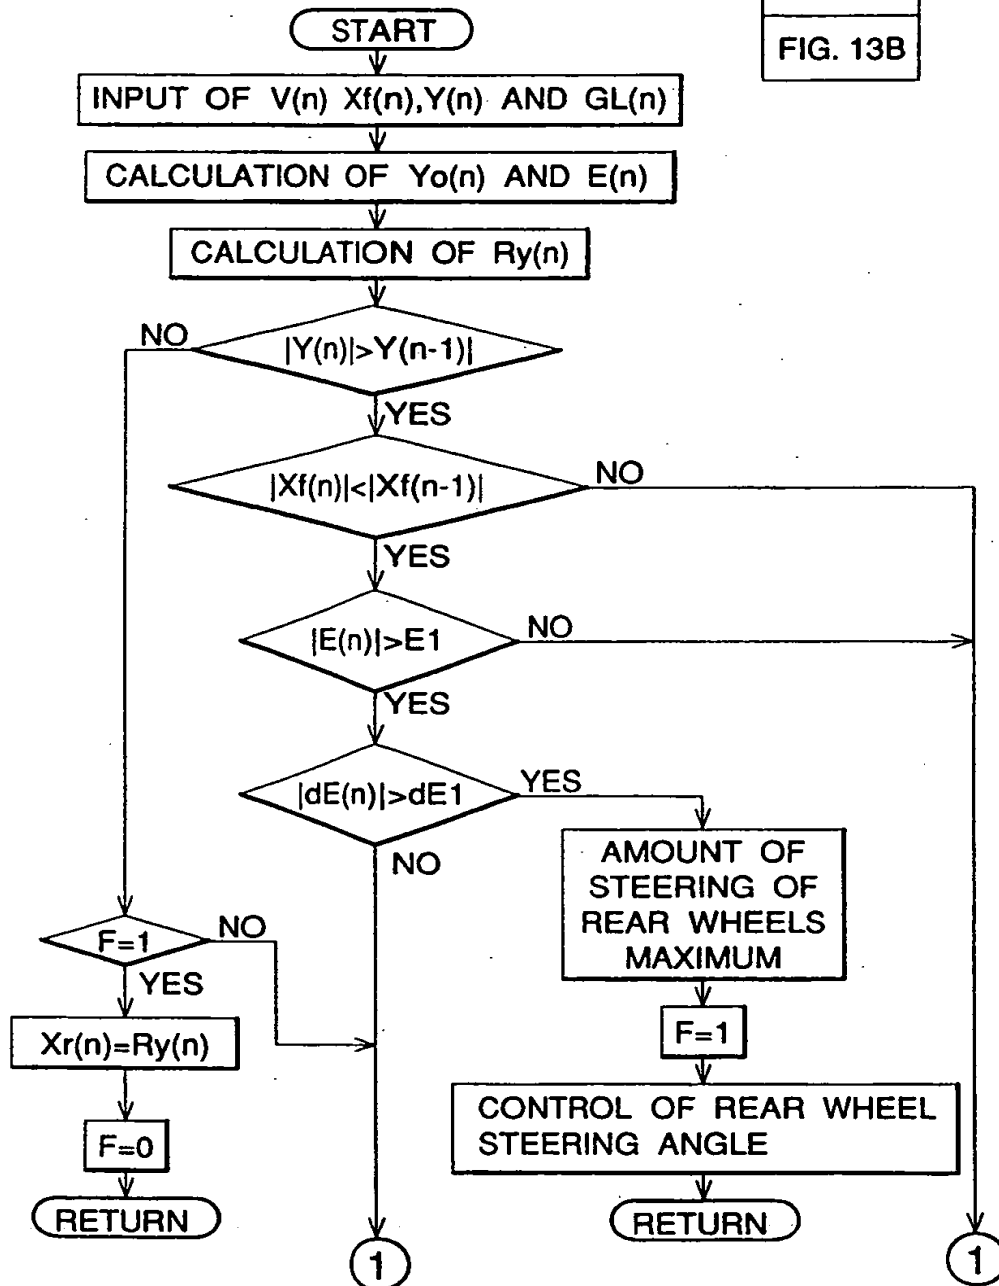 FIG. 13B
START
INPUT OF V(n) Xf(n),Y(n) AND GL(n)
CALCULATION OF Yo(n) AND E(n)
CALCULATION OF Ry(n)
NO
|Y(n)|>Y(n-1)|
YES
|Xf(n)|<|Xf(n-1)|
NO
YES
|E(n)|>E1
NO
YES
|dE(n)|>dE1
YES
NO
AMOUNT OF
STEERING OF
REAR WHEELS
MAXIMUM
F=1
NO
YES
F=1
Xr(n)=Ry(n)
CONTROL OF REAR WHEEL
STEERING ANGLE
F=0
RETURN
RETURN
1
1